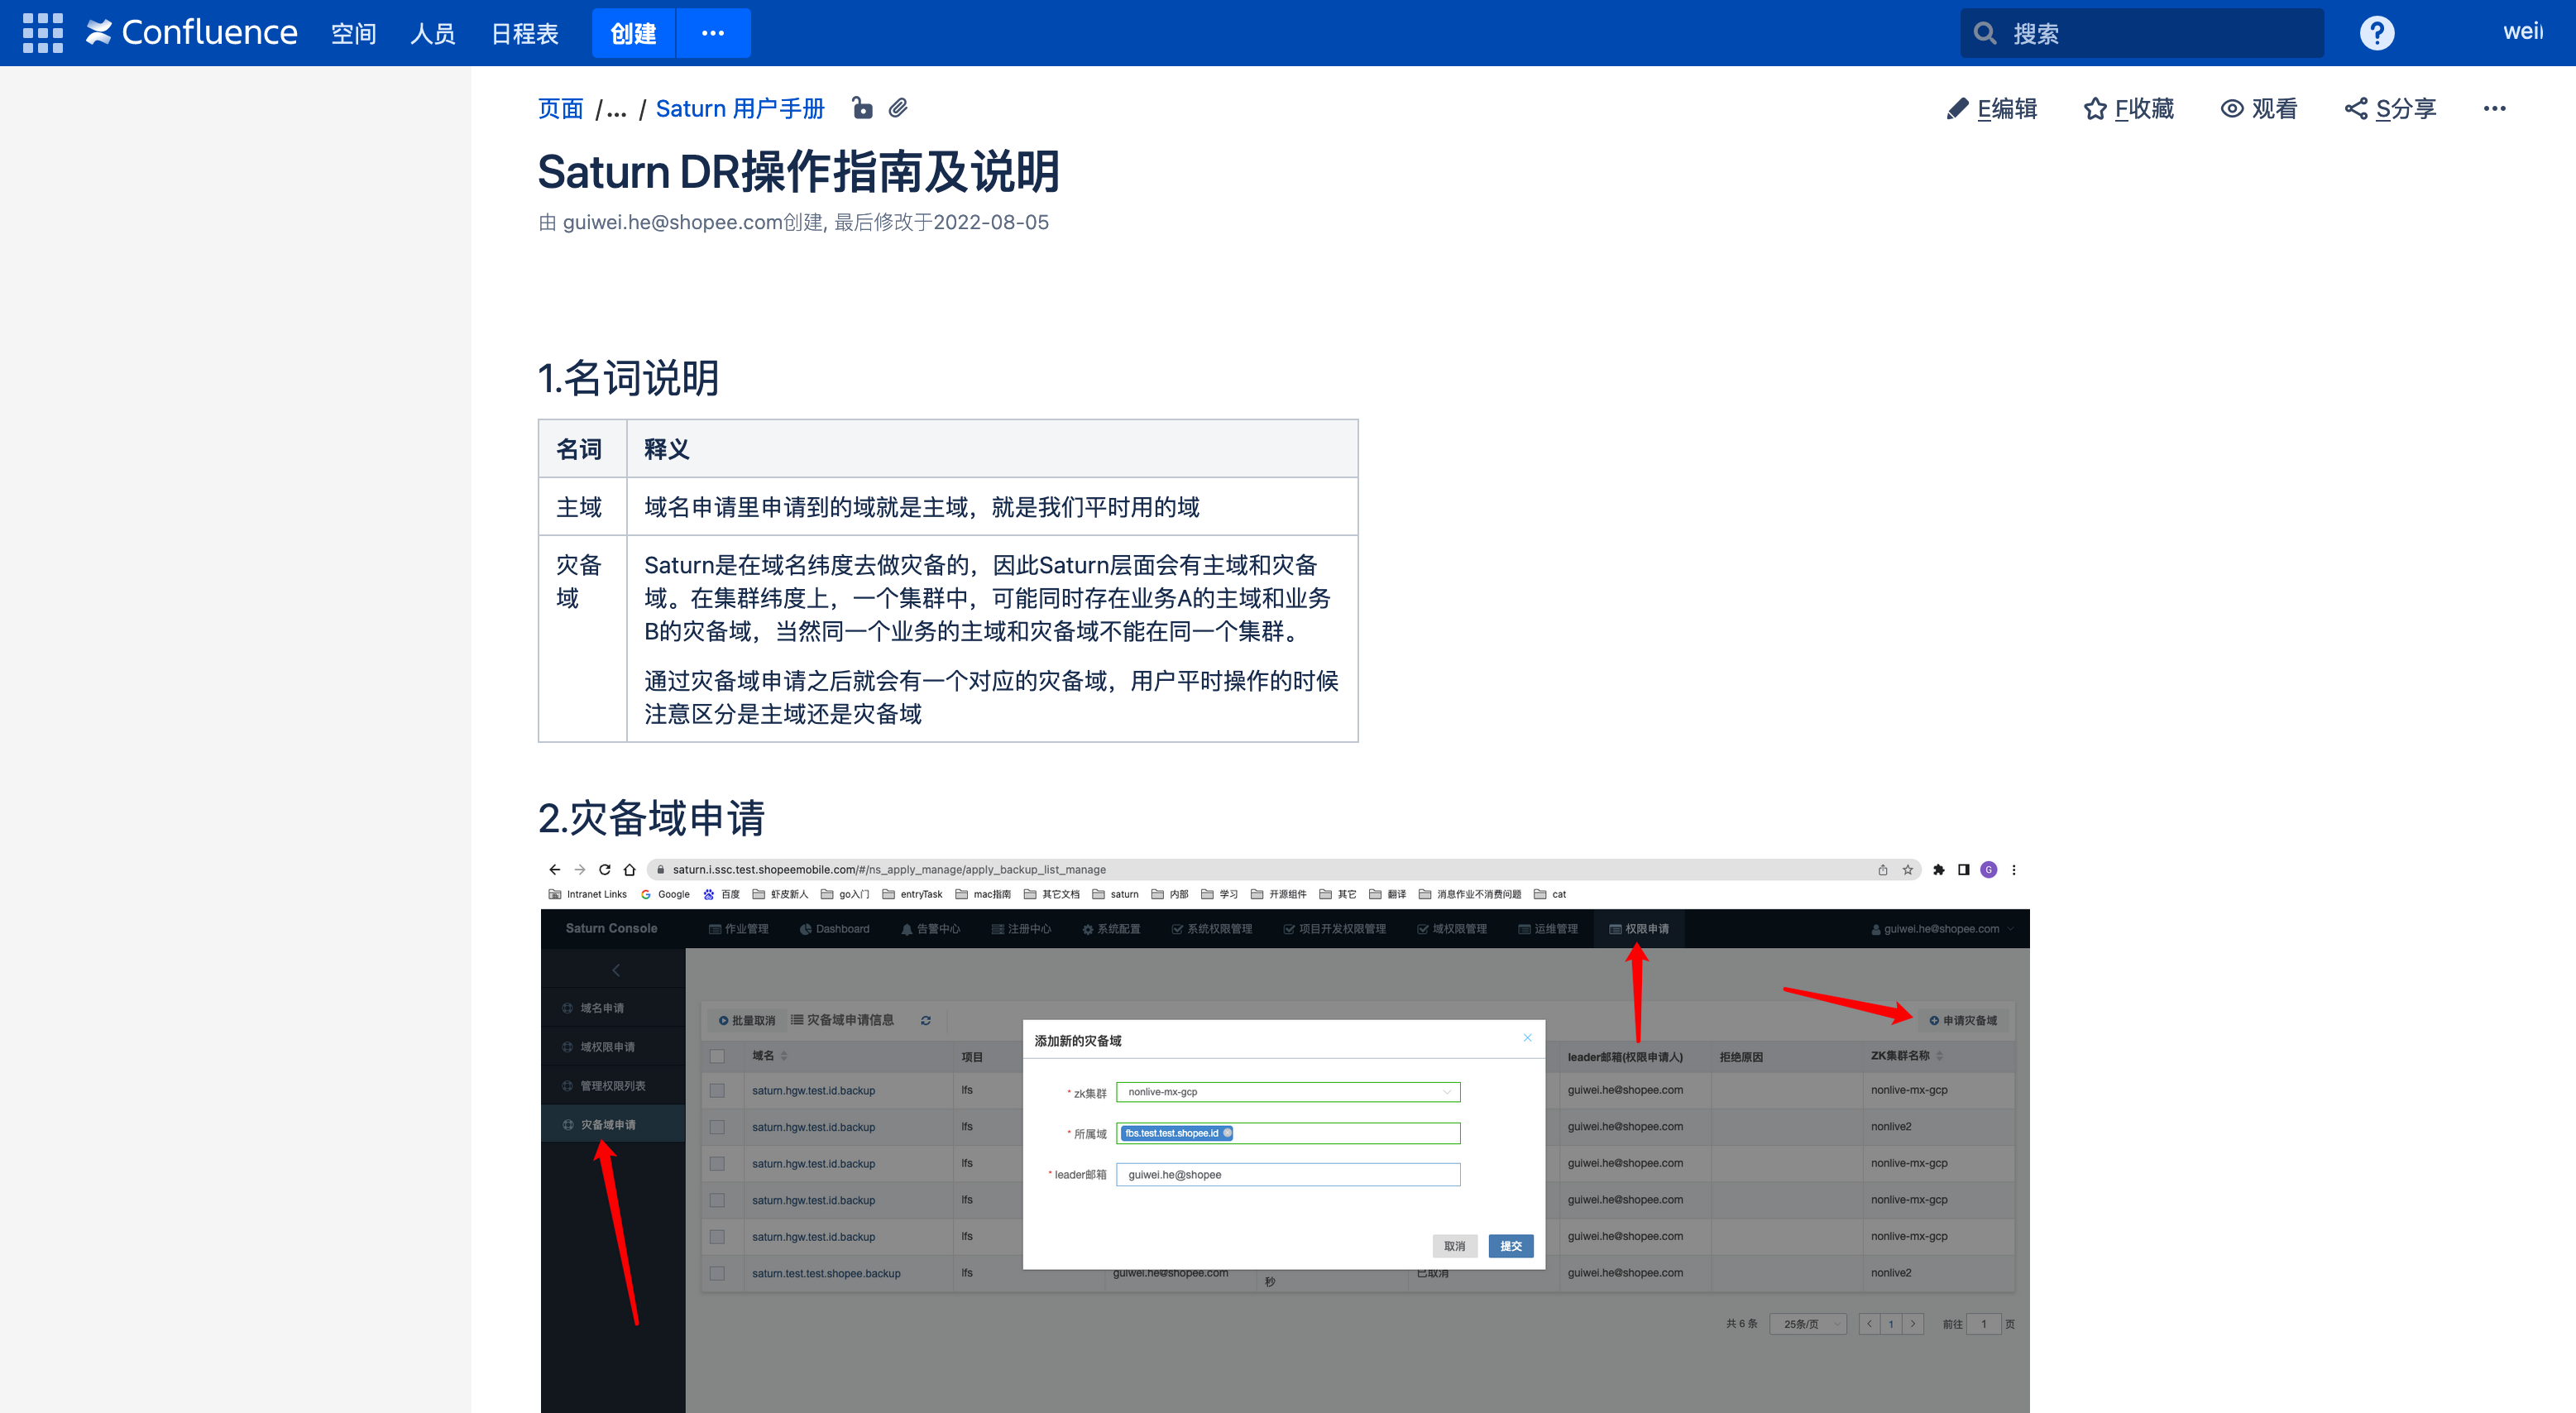 Confluence 空间 人员 日程表 创建 ··· 搜索 weii
页面 /... / Saturn 用户手册
E编辑 F收藏 观看 S分享 ···
Saturn DR操作指南及说明
由 guiwei.he@shopee.com创建, 最后修改于2022-08-05
1.名词说明
名词 释义
主域 域名申请里申请到的域就是主域，就是我们平时用的域
灾备域
Saturn是在域名纬度去做灾备的，因此Saturn层面会有主域和灾备
域。在集群纬度上，一个集群中，可能同时存在业务A的主域和业务
B的灾备域，当然同一个业务的主域和灾备域不能在同一个集群。
通过灾备域申请之后就会有一个对应的灾备域，用户平时操作的时候
注意区分是主域还是灾备域
2.灾备域申请
saturn.i.ssc.test.shopeemobile.com/#/ns_apply_manage/apply_backup_list_manage G
Intranet Links Google 百度 虾皮新人 go入门 entryTask mac指南 其它文档 saturn 内部 学习 开源组件 其它 翻译 消息作业不消费问题 cat
Saturn Console 作业管理 Dashboard 告警中心 注册中心 系统配置 系统权限管理 项目开发权限管理 域权限管理 运维管理 权限申请 guiwei.he@shopee.com
域名申请
域权限申请
管理权限列表
灾备域申请
批量取消 灾备域申请信息 申请灾备域
域名 项目 leader邮箱(权限申请人) 拒绝原因 ZK集群名称
saturn.hgw.test.id.backup lfs guiwei.he@shopee.com nonlive-mx-gcp
saturn.hgw.test.id.backup lfs guiwei.he@shopee.com nonlive2
saturn.hgw.test.id.backup lfs guiwei.he@shopee.com nonlive-mx-gcp
saturn.hgw.test.id.backup lfs guiwei.he@shopee.com nonlive-mx-gcp
saturn.hgw.test.id.backup lfs guiwei.he@shopee.com nonlive-mx-gcp
saturn.test.test.shopee.backup lfs guiwei.he@shopee.com 秒 已取消 guiwei.he@shopee.com nonlive2
添加新的灾备域
* zk集群 nonlive-mx-gcp
* 所属域 fbs.test.test.shopee.id
* leader邮箱 guiwei.he@shopee
取消 提交
共 6 条 25条/页 1 前往 1 页